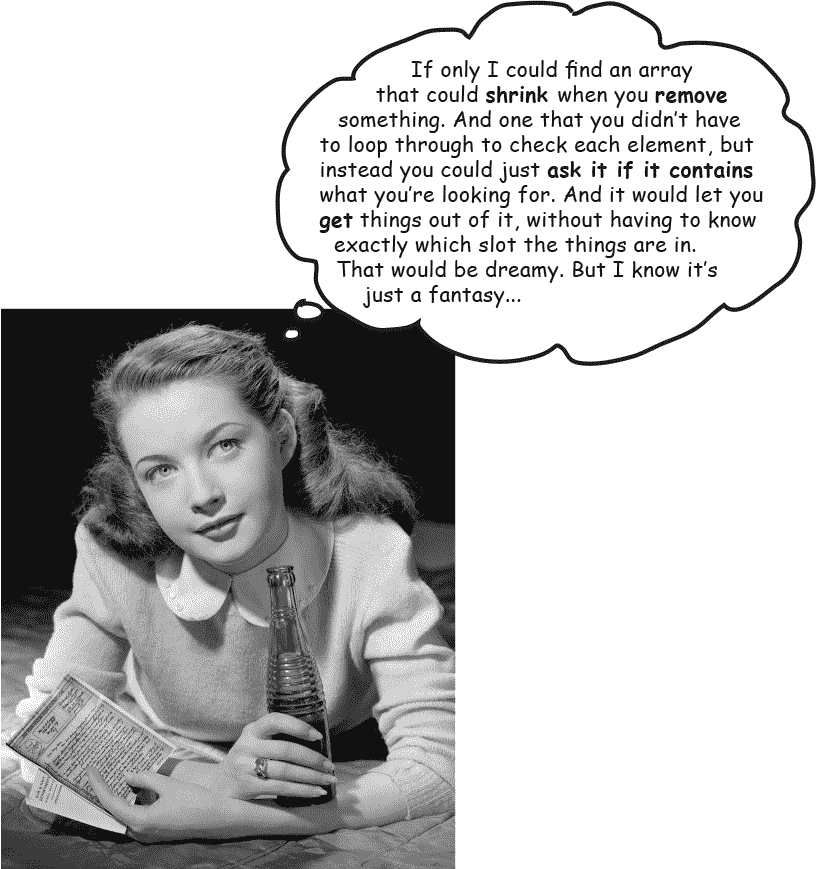 If only I could find an array
that could shrink when you remove
something. And one that you didn't have
to loop through to check each element, but
instead you could just ask it if it contains
what you're looking for. And it would let you
get things out of it, without having to know
exactly which slot the things are in.
That would be dreamy. But I know it's
just a fantasy...